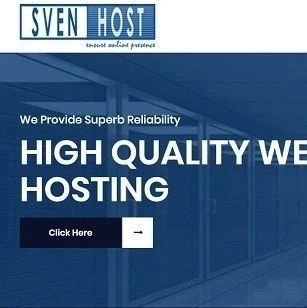 SVEN HOST
ensure online presence
We Provide Superb Reliability
HIGH QUALITY WE
HOSTING
Click Here →